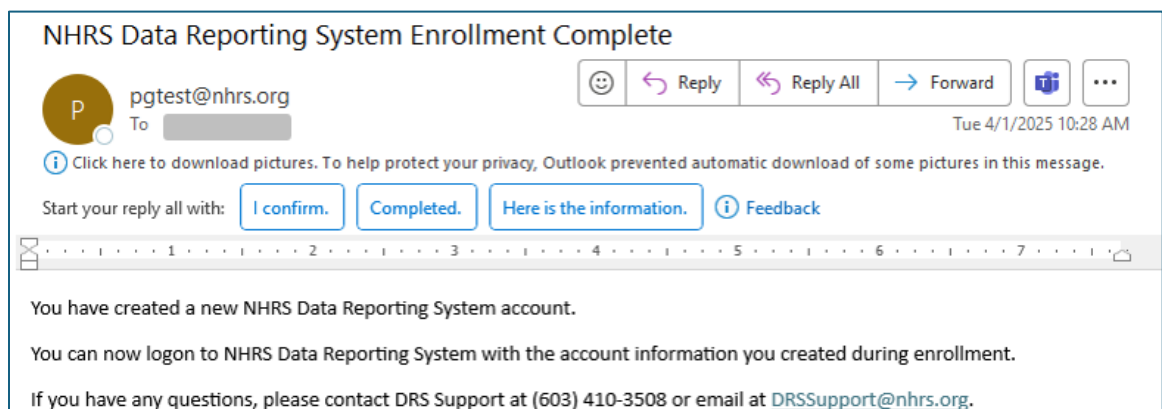 NHRS Data Reporting System Enrollment Complete
P
pgtest@nhrs.org
To
Reply
Reply All
Forward
Tue 4/1/2025 10:28 AM
Click here to download pictures. To help protect your privacy, Outlook prevented automatic download of some pictures in this message.
Start your reply all with: I confirm. Completed. Here is the information. Feedback
1 2 3 4 5 6 7
You have created a new NHRS Data Reporting System account.
You can now logon to NHRS Data Reporting System with the account information you created during enrollment.
If you have any questions, please contact DRS Support at (603) 410-3508 or email at DRSSupport@nhrs.org.